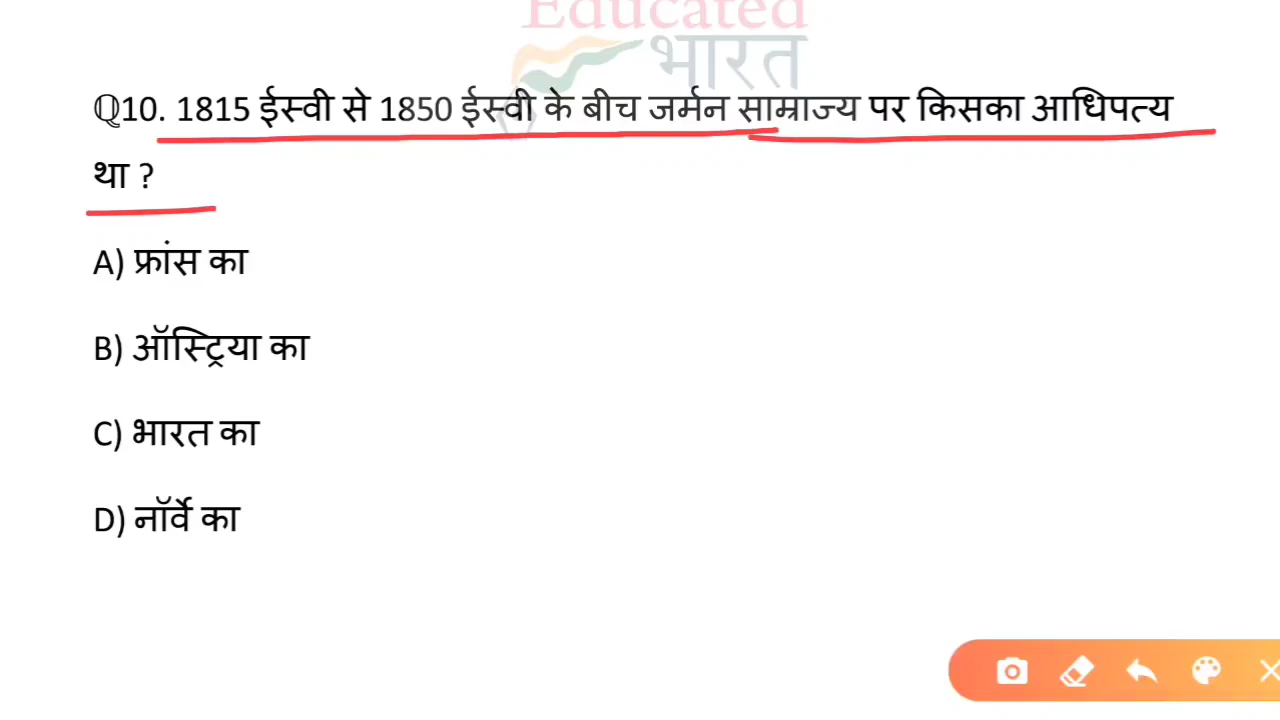 Educated
भारत
Q10. 1815 ईस्वी से 1850 ईस्वी के बीच जर्मन साम्राज्य पर किसका आधिपत्य
था ?
A) फ्रांस का
B) ऑस्ट्रिया का
C) भारत का
D) नॉर्वे का